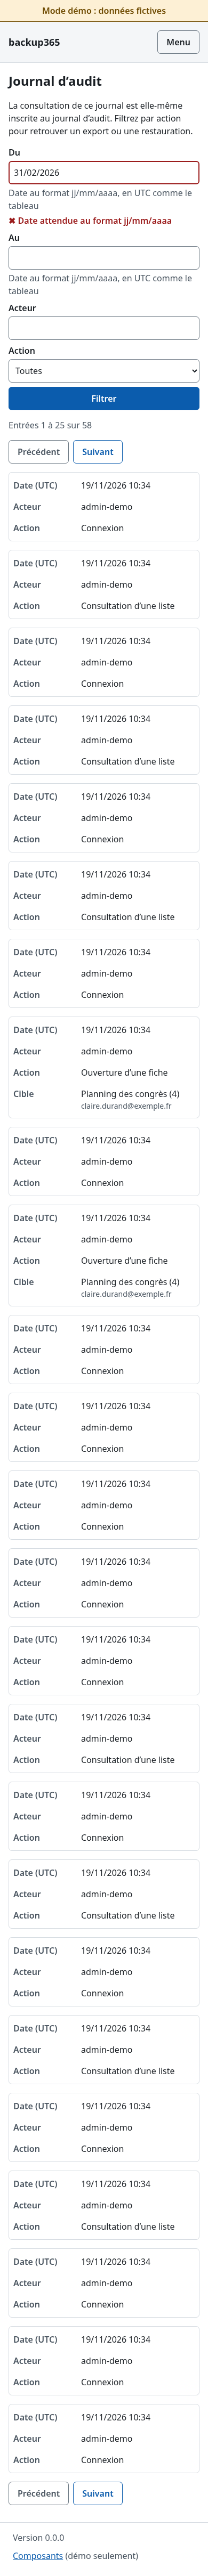 Mode démo : données fictives
backup365
Menu
Journal d’audit
La consultation de ce journal est elle-même
inscrite au journal d’audit. Filtrez par action
pour retrouver un export ou une restauration.
Du
31/02/2026
Date au format jj/mm/aaaa, en UTC comme le
tableau
✖ Date attendue au format jj/mm/aaaa
Au
Date au format jj/mm/aaaa, en UTC comme le
tableau
Acteur
Action
Toutes
Filtrer
Entrées 1 à 25 sur 58
Précédent Suivant
Date (UTC) 19/11/2026 10:34
Acteur admin-demo
Action Connexion
Date (UTC) 19/11/2026 10:34
Acteur admin-demo
Action Consultation d’une liste
Date (UTC) 19/11/2026 10:34
Acteur admin-demo
Action Connexion
Date (UTC) 19/11/2026 10:34
Acteur admin-demo
Action Consultation d’une liste
Date (UTC) 19/11/2026 10:34
Acteur admin-demo
Action Connexion
Date (UTC) 19/11/2026 10:34
Acteur admin-demo
Action Consultation d’une liste
Date (UTC) 19/11/2026 10:34
Acteur admin-demo
Action Connexion
Date (UTC) 19/11/2026 10:34
Acteur admin-demo
Action Ouverture d’une fiche
Cible Planning des congrès (4)
claire.durand@exemple.fr
Date (UTC) 19/11/2026 10:34
Acteur admin-demo
Action Connexion
Date (UTC) 19/11/2026 10:34
Acteur admin-demo
Action Ouverture d’une fiche
Cible Planning des congrès (4)
claire.durand@exemple.fr
Date (UTC) 19/11/2026 10:34
Acteur admin-demo
Action Connexion
Date (UTC) 19/11/2026 10:34
Acteur admin-demo
Action Connexion
Date (UTC) 19/11/2026 10:34
Acteur admin-demo
Action Connexion
Date (UTC) 19/11/2026 10:34
Acteur admin-demo
Action Connexion
Date (UTC) 19/11/2026 10:34
Acteur admin-demo
Action Connexion
Date (UTC) 19/11/2026 10:34
Acteur admin-demo
Action Consultation d’une liste
Date (UTC) 19/11/2026 10:34
Acteur admin-demo
Action Connexion
Date (UTC) 19/11/2026 10:34
Acteur admin-demo
Action Consultation d’une liste
Date (UTC) 19/11/2026 10:34
Acteur admin-demo
Action Connexion
Date (UTC) 19/11/2026 10:34
Acteur admin-demo
Action Consultation d’une liste
Date (UTC) 19/11/2026 10:34
Acteur admin-demo
Action Connexion
Date (UTC) 19/11/2026 10:34
Acteur admin-demo
Action Consultation d’une liste
Date (UTC) 19/11/2026 10:34
Acteur admin-demo
Action Connexion
Date (UTC) 19/11/2026 10:34
Acteur admin-demo
Action Connexion
Date (UTC) 19/11/2026 10:34
Acteur admin-demo
Action Connexion
Précédent Suivant
Version 0.0.0
Composants (démo seulement)